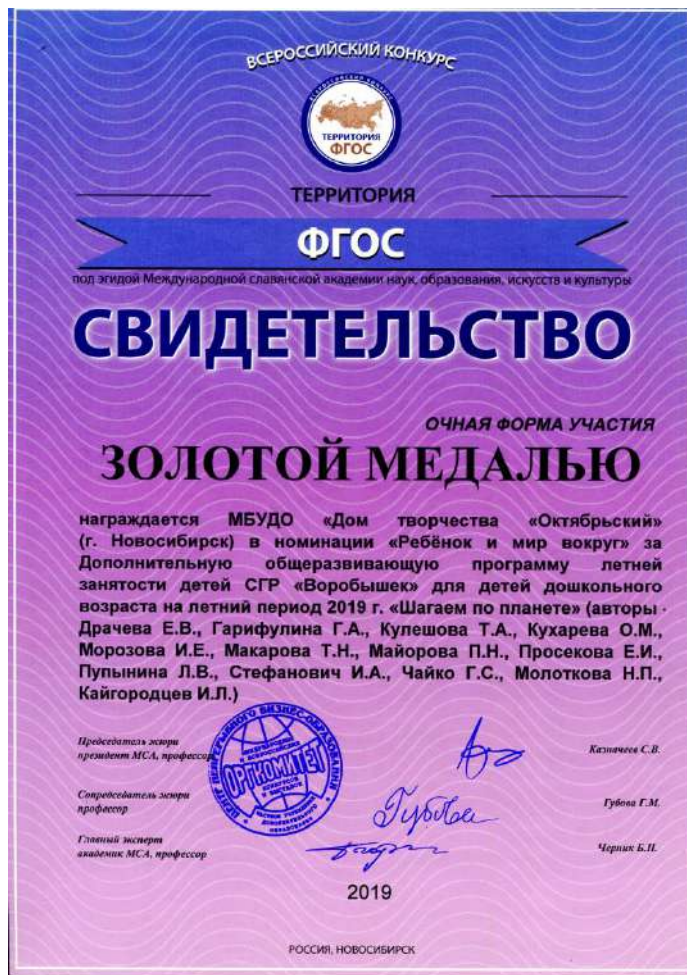 ВСЕРОССИЙСКИЙ КОНКУРС
ТЕРРИТОРИЯ
ФГОС
ТЕРРИТОРИЯ
ФГОС
под эгидой Международной славянской академии наук, образования, искусств и культуры
СВИДЕТЕЛЬСТВО
ОЧНАЯ ФОРМА УЧАСТИЯ
ЗОЛОТОЙ МЕДАЛЬЮ
награждается МБУДО «Дом творчества «Октябрьский»
(г. Новосибирск) в номинации «Ребёнок и мир вокруг» за
Дополнительную общеразвивающую программу летней
занятости детей СГР «Воробышек» для детей дошкольного
возраста на летний период 2019 г. «Шагаем по планете» (авторы -
Драчева Е.В., Гарифулина Г.А., Кулешова Т.А., Кухарева О.М.,
Морозова И.Е., Макарова Т.Н., Майорова П.Н., Просекова Е.И.,
Пупынина Л.В., Стефанович И.А., Чайко Г.С., Молоткова Н.П.,
Кайгородцев И.Л.)
Председатель жюри
президент МСА, профессор
Казначеев С.В.
ОРГКОМИТЕТ
Сопредседатель жюри
профессор
Губова Г.М.
Главный эксперт
академик МСА, профессор
Черник Б.П.
2019
РОССИЯ, НОВОСИБИРСК